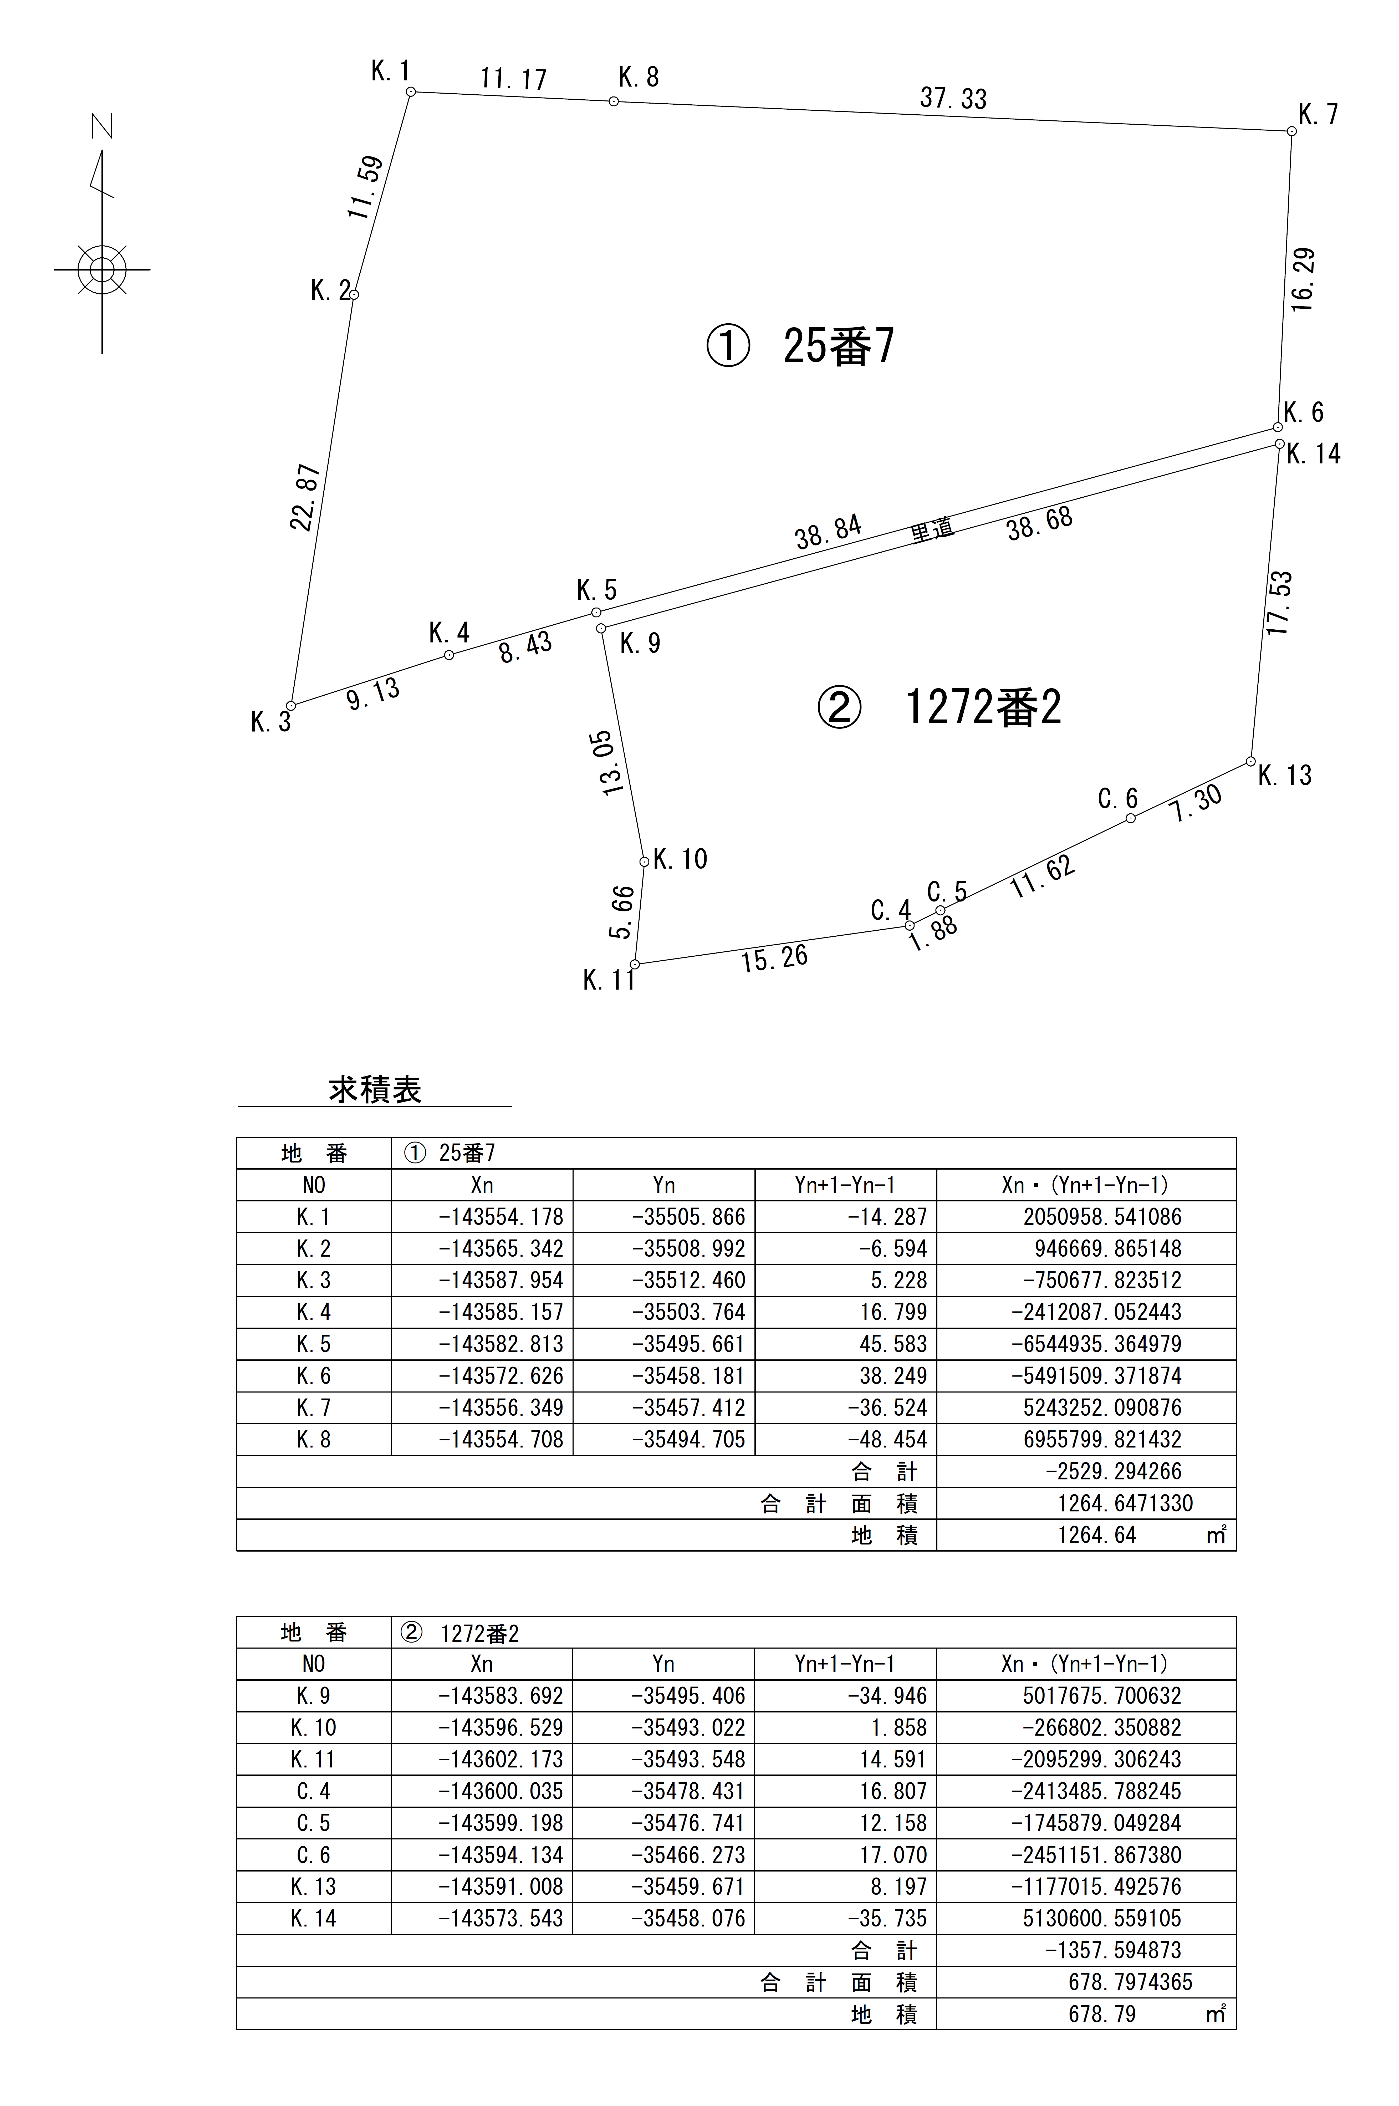 K.1
11.17
K.8
37.33
K.7
N
11.59
K.2
16.29
① 25番7
K.6
K.14
22.87
38.84
里道
38.68
K.5
K.4
8.43
K.9
17.53
9.13
K.3
② 1272番2
13.05
K.13
C.6
7.30
K.10
11.62
C.5
C.4
5.66
1.88
15.26
K.11
求積表
地 番 ① 25番7
NO Xn Yn Yn+1-Yn-1 Xn・(Yn+1-Yn-1)
K.1 -143554.178 -35505.866 -14.287 2050958.541086
K.2 -143565.342 -35508.992 -6.594 946669.865148
K.3 -143587.954 -35512.460 5.228 -750677.823512
K.4 -143585.157 -35503.764 16.799 -2412087.052443
K.5 -143582.813 -35495.661 45.583 -6544935.364979
K.6 -143572.626 -35458.181 38.249 -5491509.371874
K.7 -143556.349 -35457.412 -36.524 5243252.090876
K.8 -143554.708 -35494.705 -48.454 6955799.821432
合 計 -2529.294266
合 計 面 積 1264.6471330
地 積 1264.64 ㎡
地 番 ② 1272番2
NO Xn Yn Yn+1-Yn-1 Xn・(Yn+1-Yn-1)
K.9 -143583.692 -35495.406 -34.946 5017675.700632
K.10 -143596.529 -35493.022 1.858 -266802.350882
K.11 -143602.173 -35493.548 14.591 -2095299.306243
C.4 -143600.035 -35478.431 16.807 -2413485.788245
C.5 -143599.198 -35476.741 12.158 -1745879.049284
C.6 -143594.134 -35466.273 17.070 -2451151.867380
K.13 -143591.008 -35459.671 8.197 -1177015.492576
K.14 -143573.543 -35458.076 -35.735 5130600.559105
合 計 -1357.594873
合 計 面 積 678.7974365
地 積 678.79 ㎡